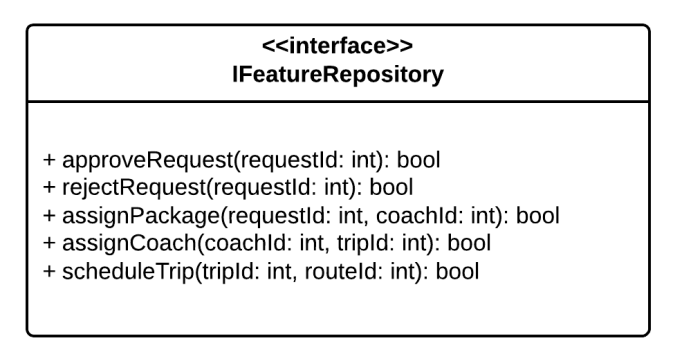 <<interface>>
IFeatureRepository
+ approveRequest(requestId: int): bool
+ rejectRequest(requestId: int): bool
+ assignPackage(requestId: int, coachId: int): bool
+ assignCoach(coachId: int, tripId: int): bool
+ scheduleTrip(tripId: int, routeId: int): bool